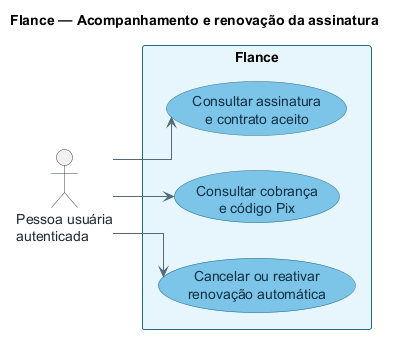 Flance — Acompanhamento e renovação da assinatura
Flance
Consultar assinatura
e contrato aceito
Consultar cobrança
e código Pix
Pessoa usuária
autenticada
Cancelar ou reativar
renovação automática